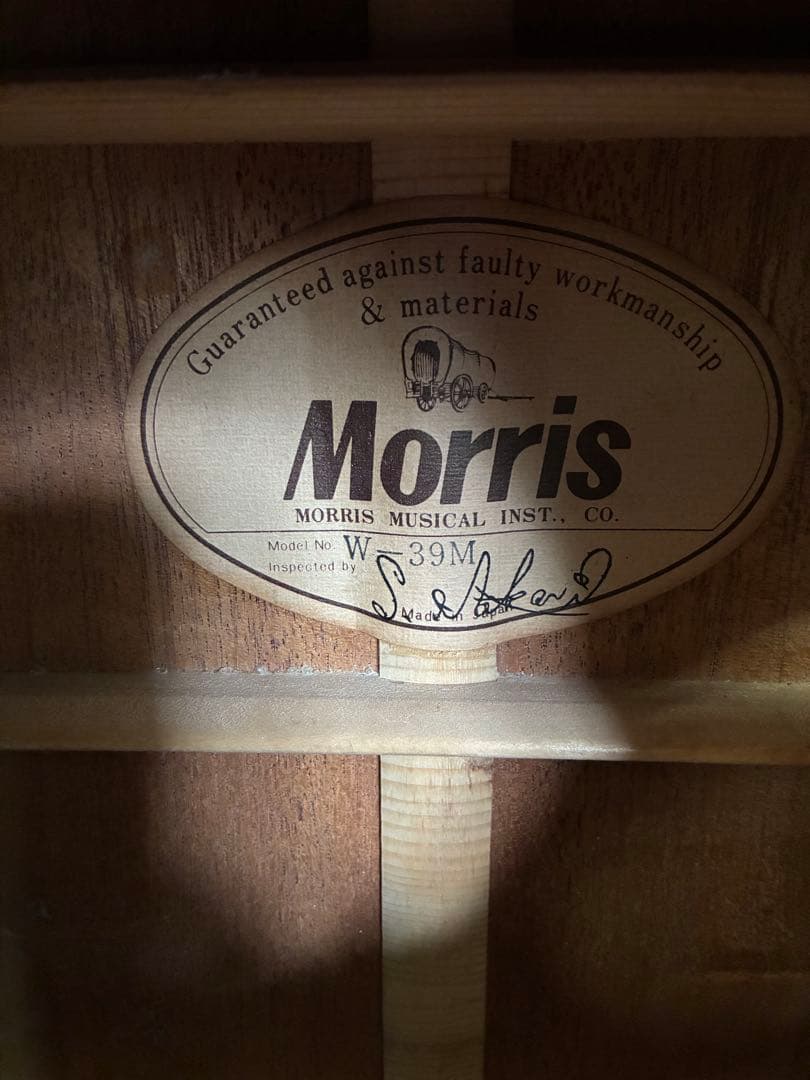 Guaranteed against faulty workmanship
& materials
Morris
MORRIS MUSICAL INST., CO.
Model No. W-39M
Inspected by
Made in Japan